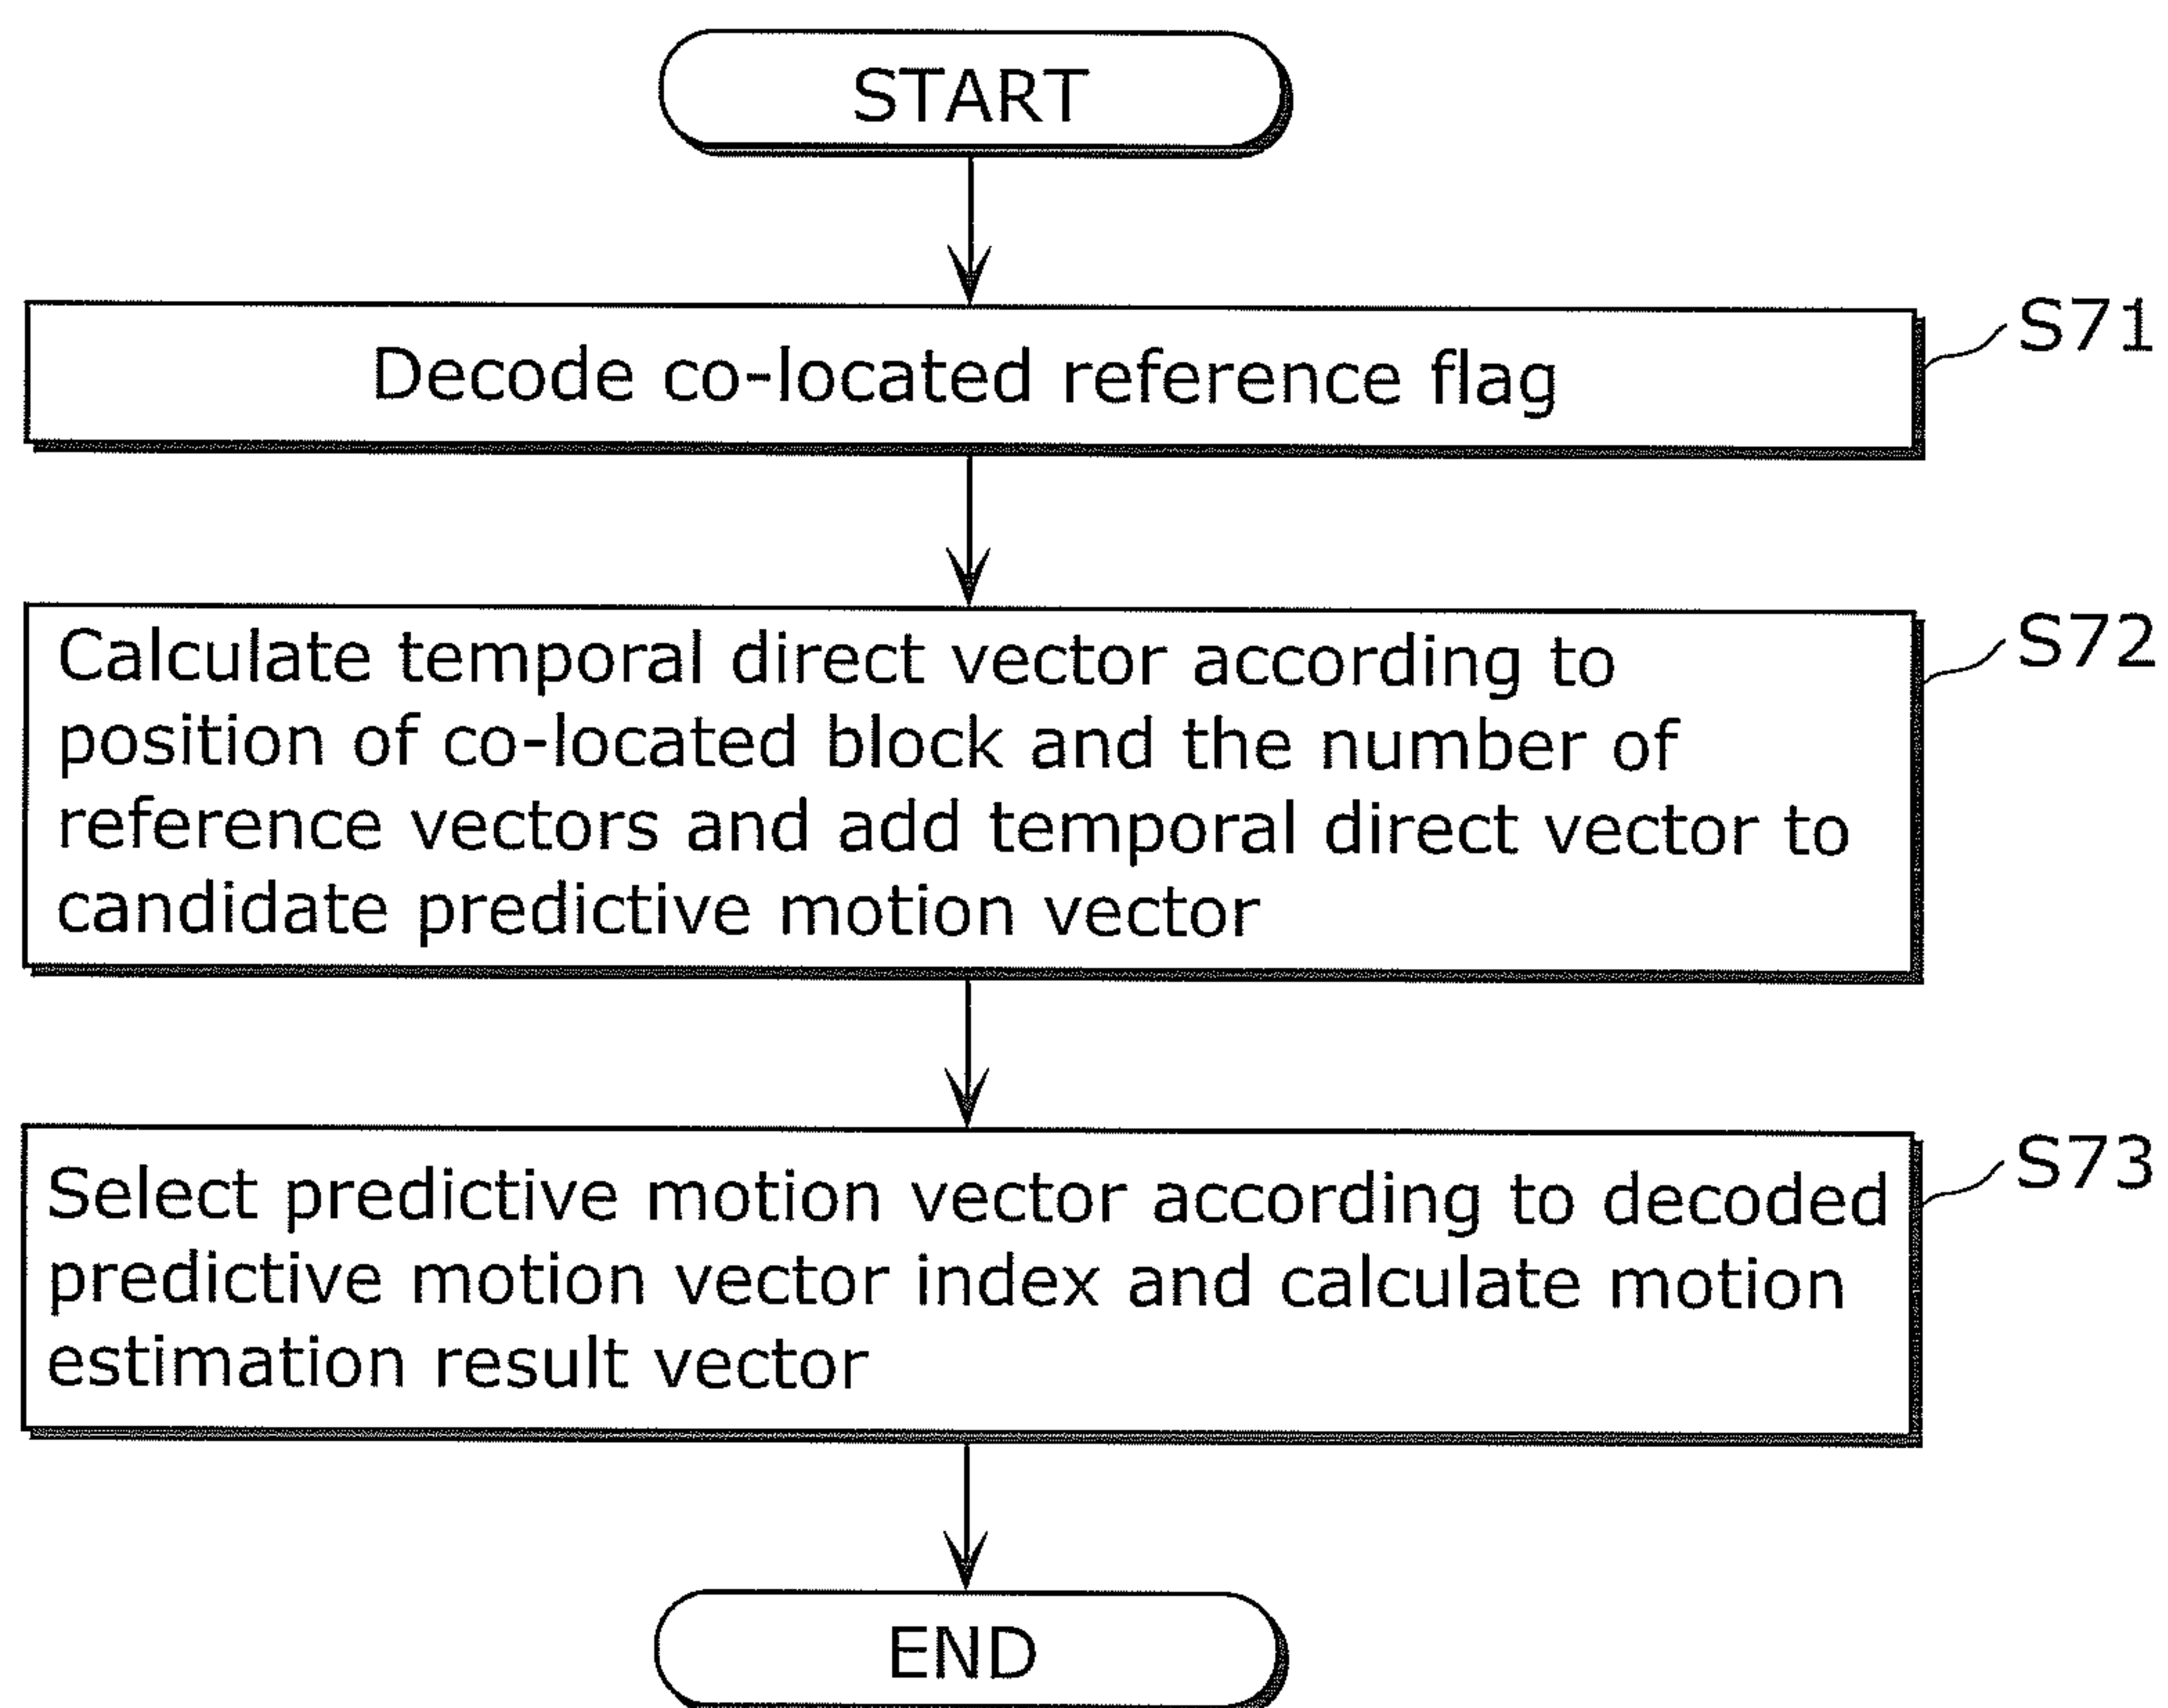 START
Decode co-located reference flag
S71
Calculate temporal direct vector according to
position of co-located block and the number of
reference vectors and add temporal direct vector to
candidate predictive motion vector
S72
Select predictive motion vector according to decoded
predictive motion vector index and calculate motion
estimation result vector
S73
END